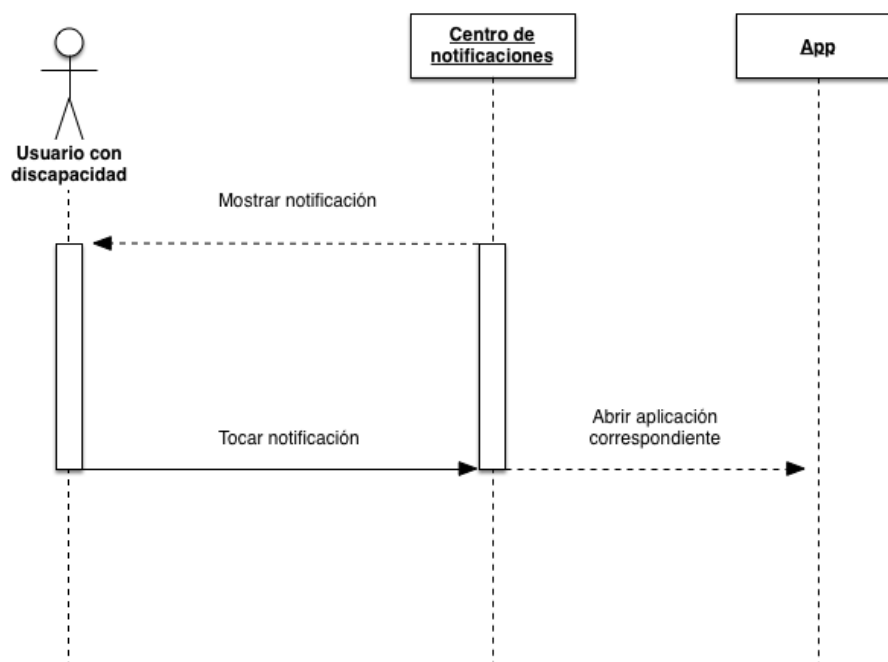 Centro de
notificaciones
App
Usuario con
discapacidad
Mostrar notificación
Tocar notificación
Abrir aplicación
correspondiente